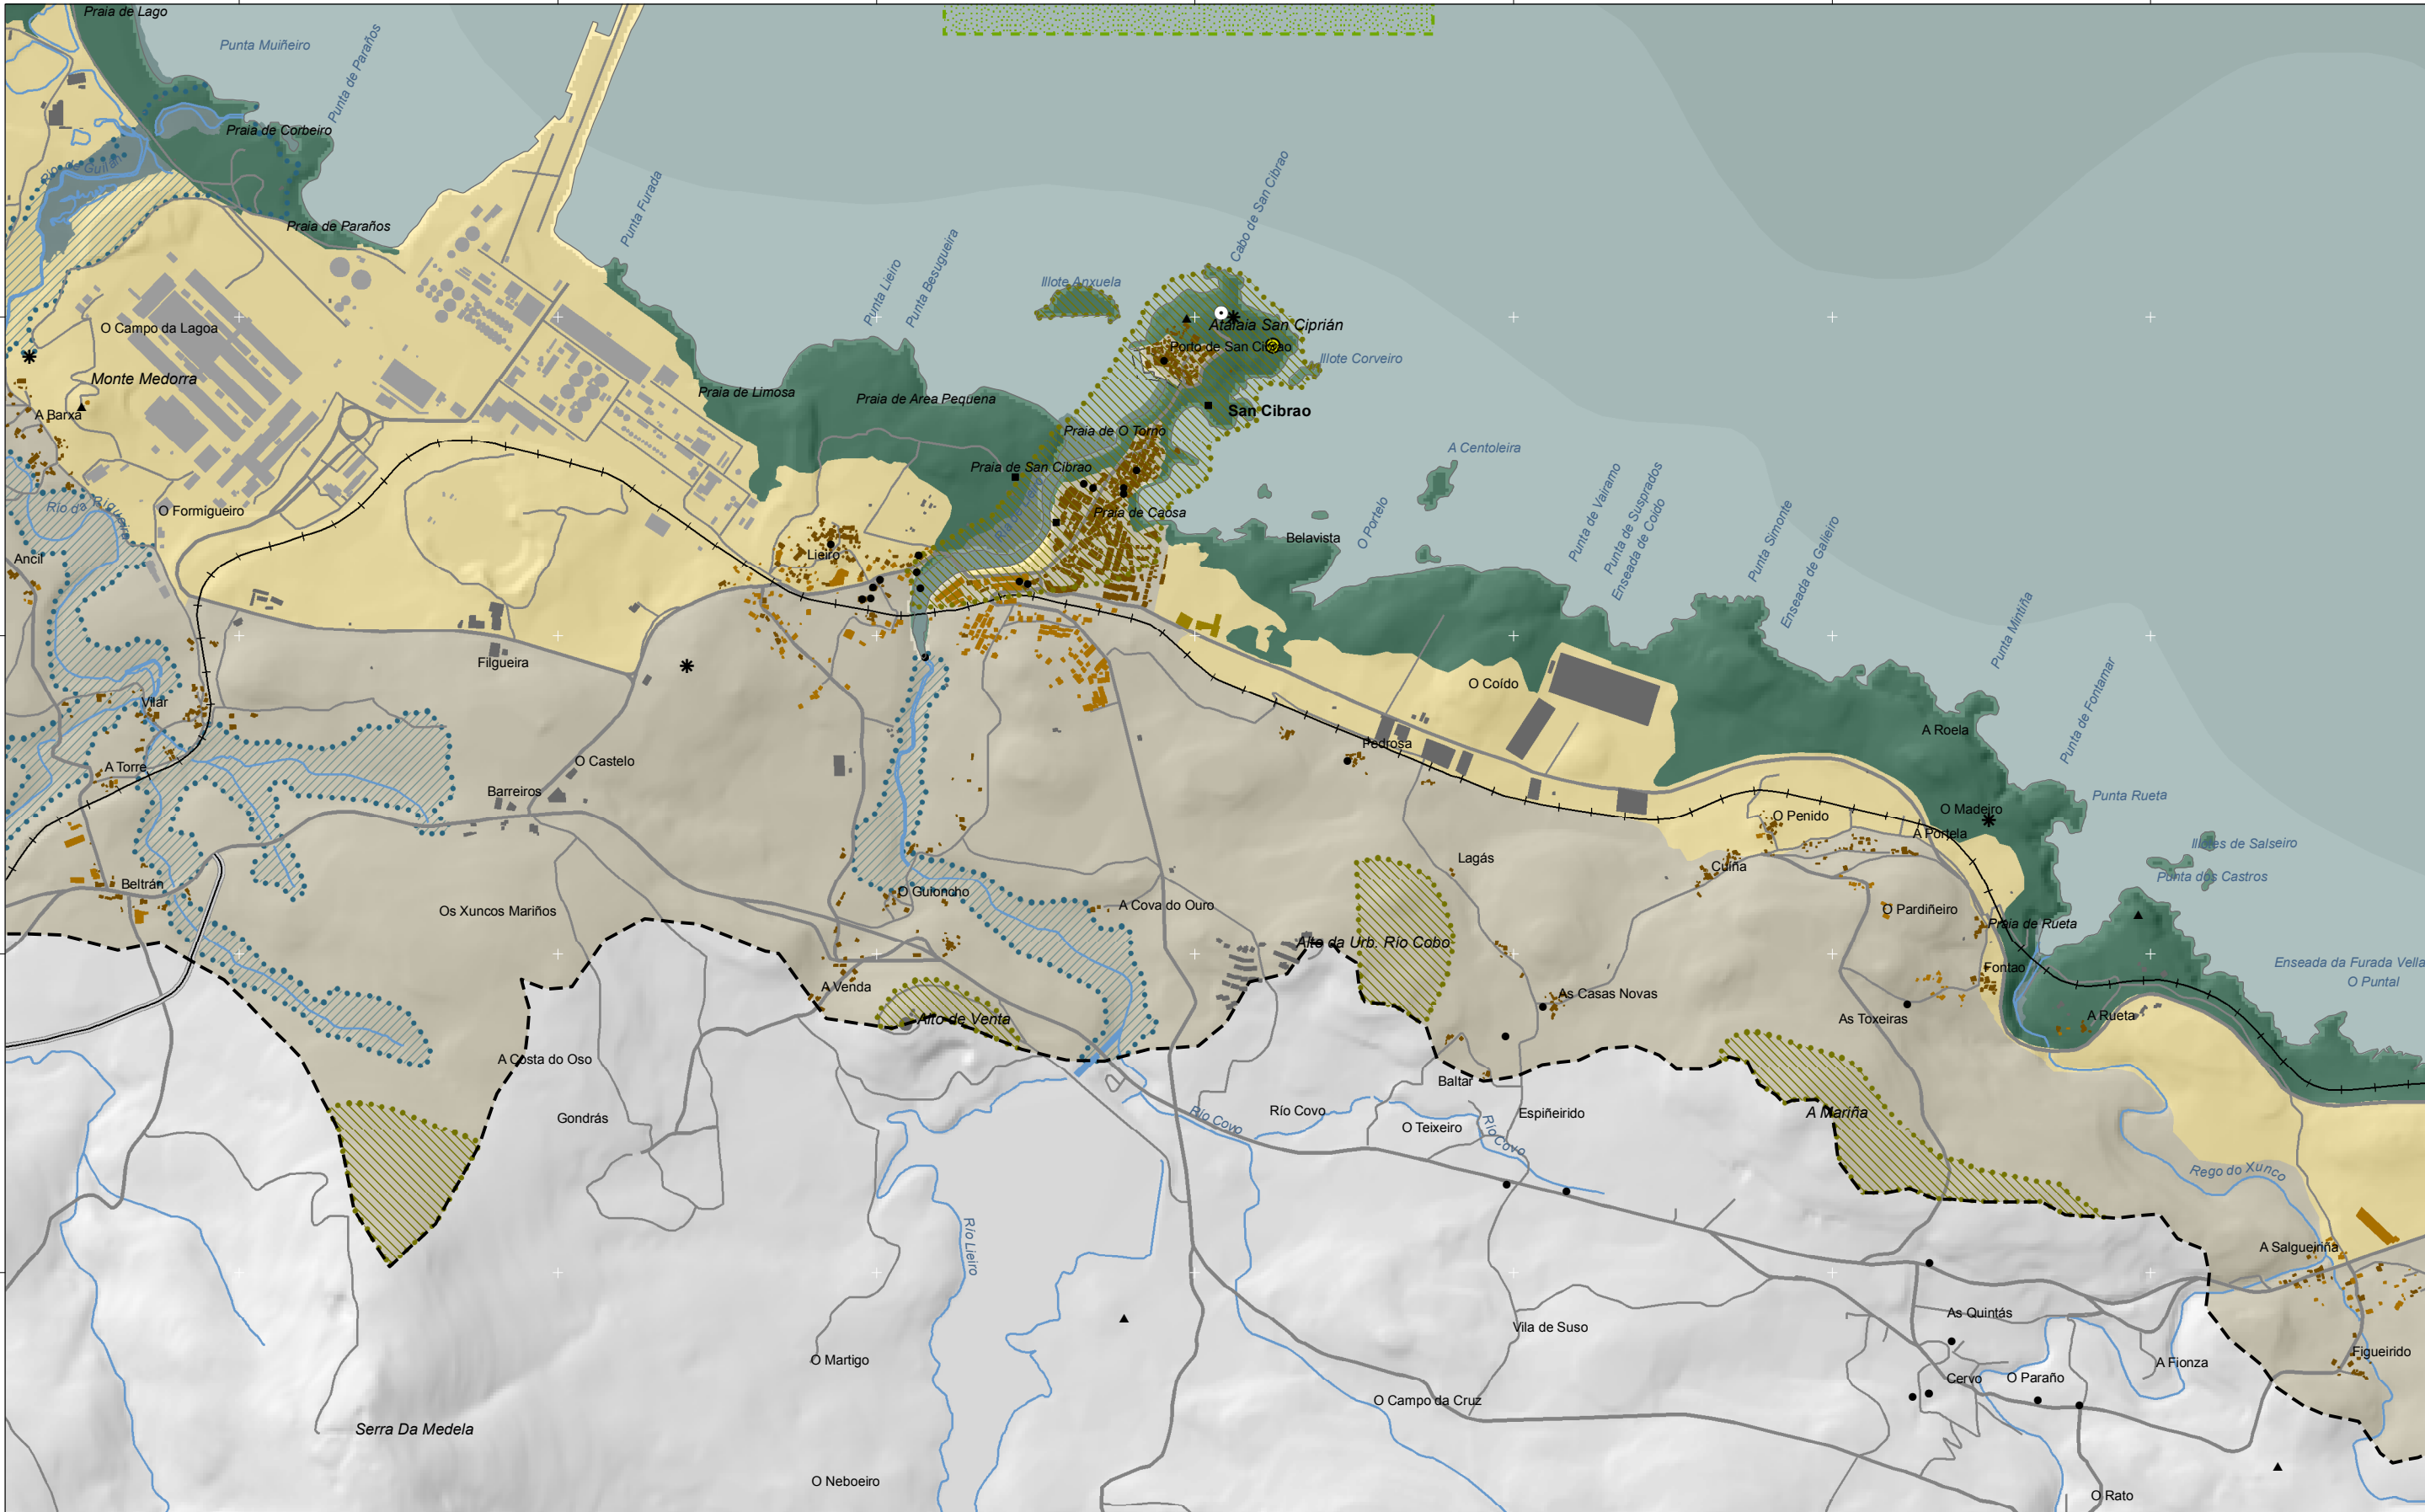 Praia de Lago
Punta Muiñeiro
Punta de Paraños
Praia de Corbeiro
Praia de Paraños
Punta Furada
Cabo de San Cibrao
Punta Lieiro
Punta Besugueira
Illote Anxuela
O Campo da Lagoa
Atalaia San Ciprián
Porto de San Cibrao
Illote Corveiro
Monte Medorra
Praia de Limosa
Praia de Area Pequena
A Barxa
San Cibrao
Praia de O Torno
A Centoleira
Praia de San Cibrao
O Formigueiro
Praia de Caosa
Belavista
O Portelo
Punta de Vairamo
Punta de Susprados
Enseada de Coido
Punta Simonte
Enseada de Galieiro
Ancil
Lieiro
Punta Mintiña
Filgueira
Punta de Fontamar
O Coído
Vilar
A Roela
Pedrosa
A Torre
O Castelo
Barreiros
Punta Rueta
O Madeiro
O Penido
A Portela
Illotes de Salseiro
Lagás
Cuíña
Punta dos Castros
Beltrán
O Guioncho
A Cova do Ouro
Os Xuncos Mariños
O Pardiñeiro
Praia de Rueta
Alto da Urb. Río Cobo
Enseada da Furada Vella
Fontao
O Puntal
A Venda
As Casas Novas
Alto de Venta
As Toxeiras
A Rueta
A Costa do Oso
Baltar
Gondrás
Río Covo
Río Covo
Espiñeirido
A Mariña
O Teixeiro
Río Covo
Rego do Xunco
Río Lieiro
A Salgueiriña
As Quintás
Vila de Suso
Figueirido
O Martigo
A Fionza
Cervo
O Paraño
O Campo da Cruz
Serra Da Medela
O Neboeiro
O Rato